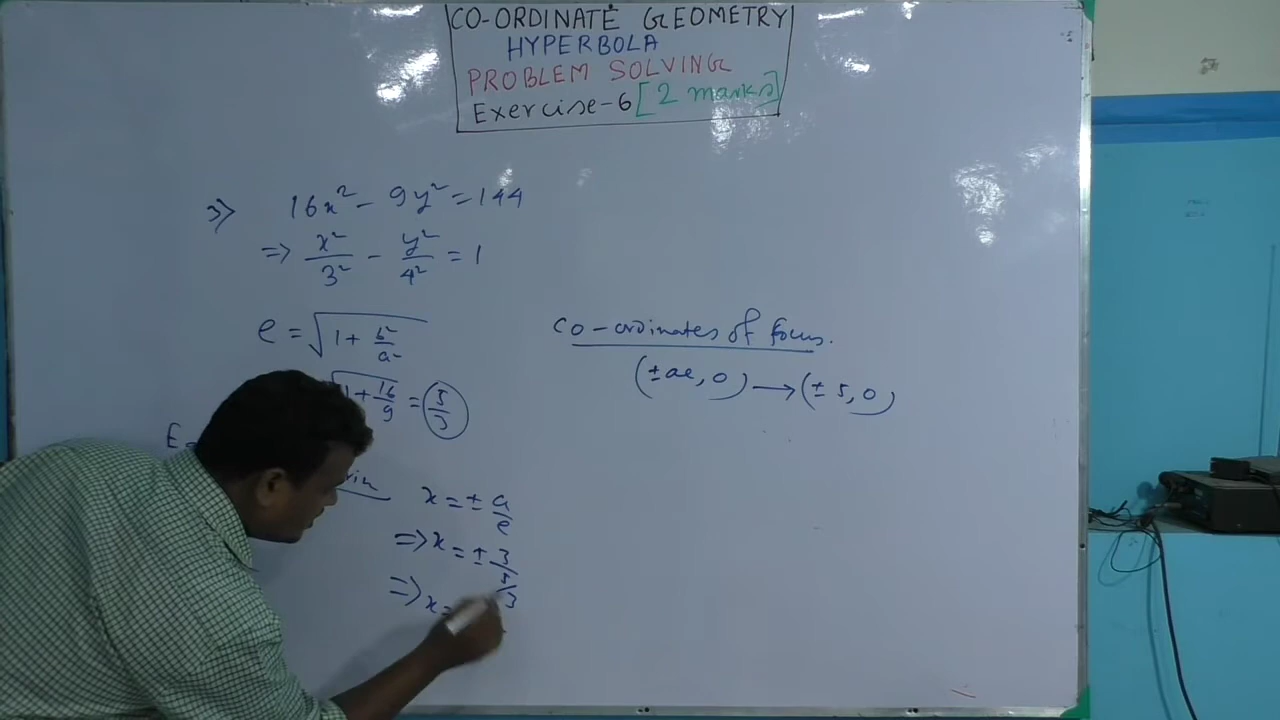 CO-ORDINATE GEOMETRY
HYPERBOLA
PROBLEM SOLVING
Exercise-6 [2 marks]
3> 16x² - 9y² = 144
=> x²/3² - y²/4² = 1
e = √(1 + b²/a²)
1 + 16/9 = 5/3
x = ± a/e
=> x = ± 3/(5/3)
=> x =
Co-ordinates of focus.
(±ae, 0) → (± 5, 0)